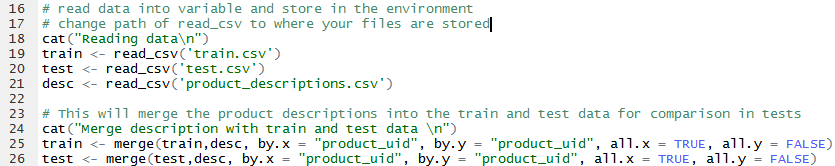 16 # read data into variable and store in the environment
17 # change path of read_csv to where your files are stored
18 cat("Reading data\n")
19 train <- read_csv('train.csv')
20 test <- read_csv('test.csv')
21 desc <- read_csv('product_descriptions.csv')
22
23 # This will merge the product descriptions into the train and test data for comparison in tests
24 cat("Merge description with train and test data \n")
25 train <- merge(train,desc, by.x = "product_uid", by.y = "product_uid", all.x = TRUE, all.y = FALSE)
26 test <- merge(test,desc, by.x = "product_uid", by.y = "product_uid", all.x = TRUE, all.y = FALSE)